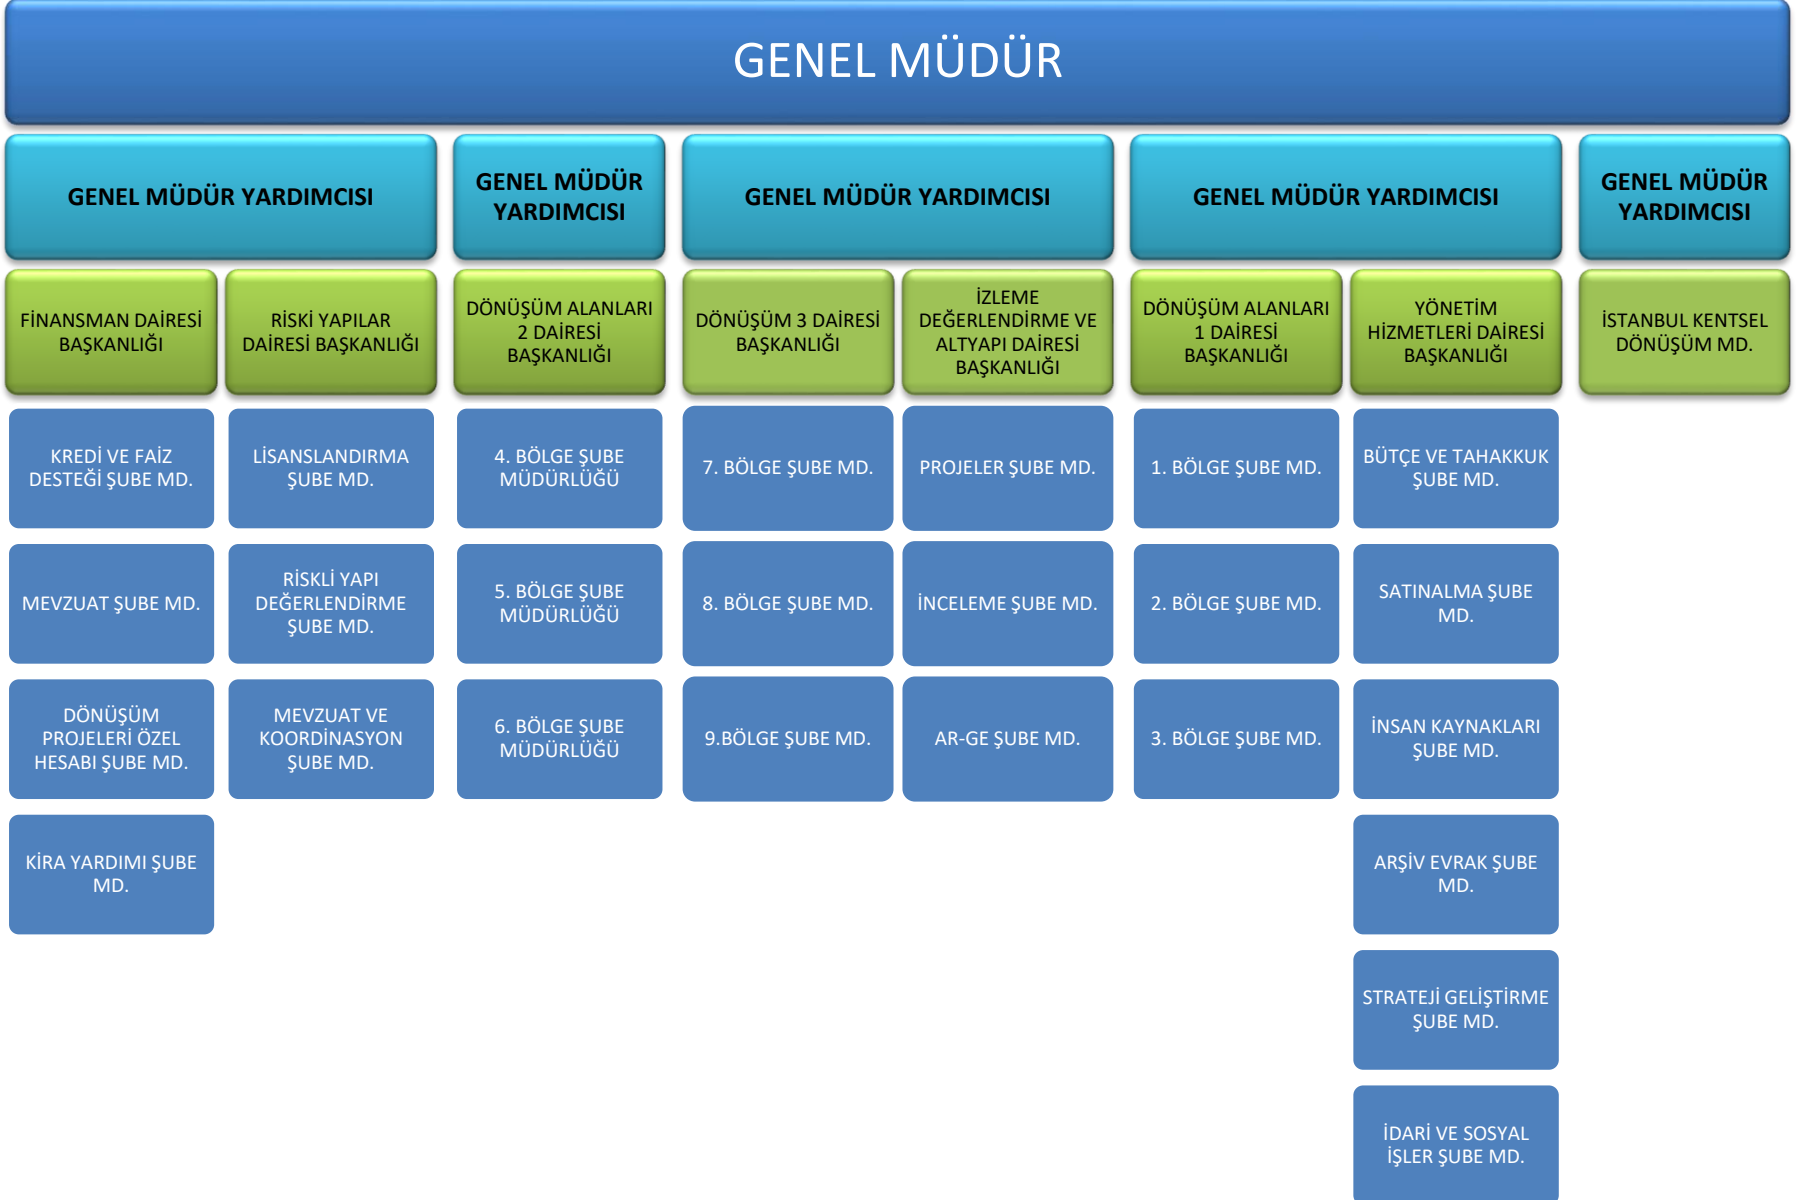 GENEL MÜDÜR
GENEL MÜDÜR YARDIMCISI
GENEL MÜDÜR
YARDIMCISI
GENEL MÜDÜR YARDIMCISI
GENEL MÜDÜR YARDIMCISI
GENEL MÜDÜR
YARDIMCISI
FİNANSMAN DAİRESİ
BAŞKANLIĞI
RİSKİ YAPILAR
DAİRESİ BAŞKANLIĞI
DÖNÜŞÜM ALANLARI
2 DAİRESİ
BAŞKANLIĞI
DÖNÜŞÜM 3 DAİRESİ
BAŞKANLIĞI
İZLEME
DEĞERLENDİRME VE
ALTYAPI DAİRESİ
BAŞKANLIĞI
DÖNÜŞÜM ALANLARI
1 DAİRESİ
BAŞKANLIĞI
YÖNETİM
HİZMETLERİ DAİRESİ
BAŞKANLIĞI
İSTANBUL KENTSEL
DÖNÜŞÜM MD.
KREDİ VE FAİZ
DESTEĞİ ŞUBE MD.
LİSANSLANDIRMA
ŞUBE MD.
4. BÖLGE ŞUBE
MÜDÜRLÜĞÜ
7. BÖLGE ŞUBE MD.
PROJELER ŞUBE MD.
1. BÖLGE ŞUBE MD.
BÜTÇE VE TAHAKKUK
ŞUBE MD.
MEVZUAT ŞUBE MD.
RİSKLİ YAPI
DEĞERLENDİRME
ŞUBE MD.
5. BÖLGE ŞUBE
MÜDÜRLÜĞÜ
8. BÖLGE ŞUBE MD.
İNCELEME ŞUBE MD.
2. BÖLGE ŞUBE MD.
SATINALMA ŞUBE
MD.
DÖNÜŞÜM
PROJELERİ ÖZEL
HESABI ŞUBE MD.
MEVZUAT VE
KOORDİNASYON
ŞUBE MD.
6. BÖLGE ŞUBE
MÜDÜRLÜĞÜ
9.BÖLGE ŞUBE MD.
AR-GE ŞUBE MD.
3. BÖLGE ŞUBE MD.
İNSAN KAYNAKLARI
ŞUBE MD.
KİRA YARDIMI ŞUBE
MD.
ARŞİV EVRAK ŞUBE
MD.
STRATEJİ GELİŞTİRME
ŞUBE MD.
İDARİ VE SOSYAL
İŞLER ŞUBE MD.